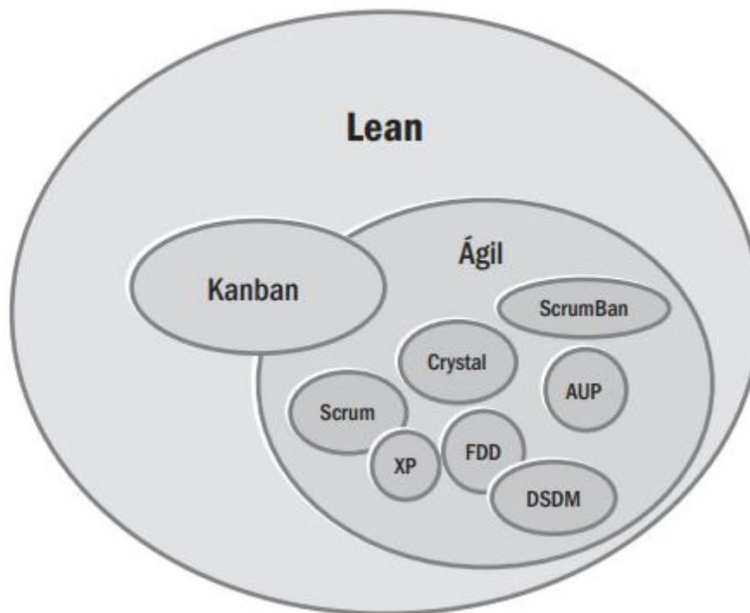 Lean
Ágil
Kanban
ScrumBan
Crystal
AUP
Scrum
FDD
XP
DSDM